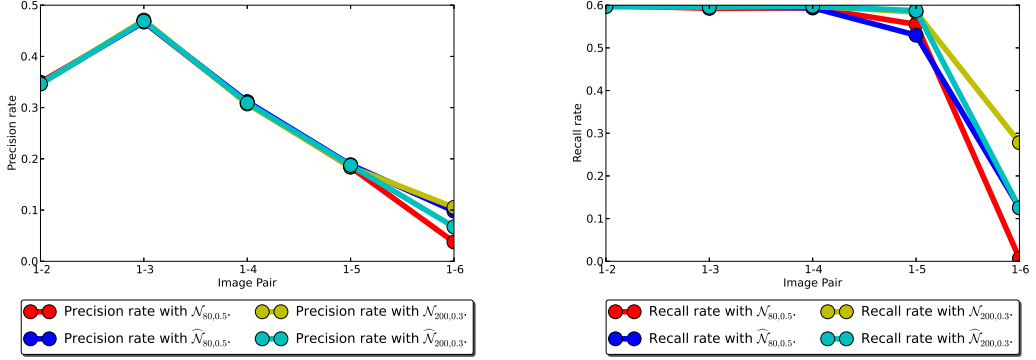 0.5
0.4
0.3
0.2
0.1
0.0
Precision rate
1-2 1-3 1-4 1-5 1-6
Image Pair
Precision rate with 𝒩80,0.5. Precision rate with 𝒩200,0.3.
Precision rate with 𝒩̂80,0.5. Precision rate with 𝒩̂200,0.3.
0.6
0.5
0.4
0.3
0.2
0.1
0.0
Recall rate
1-2 1-3 1-4 1-5 1-6
Image Pair
Recall rate with 𝒩80,0.5. Recall rate with 𝒩200,0.3.
Recall rate with 𝒩̂80,0.5. Recall rate with 𝒩̂200,0.3.